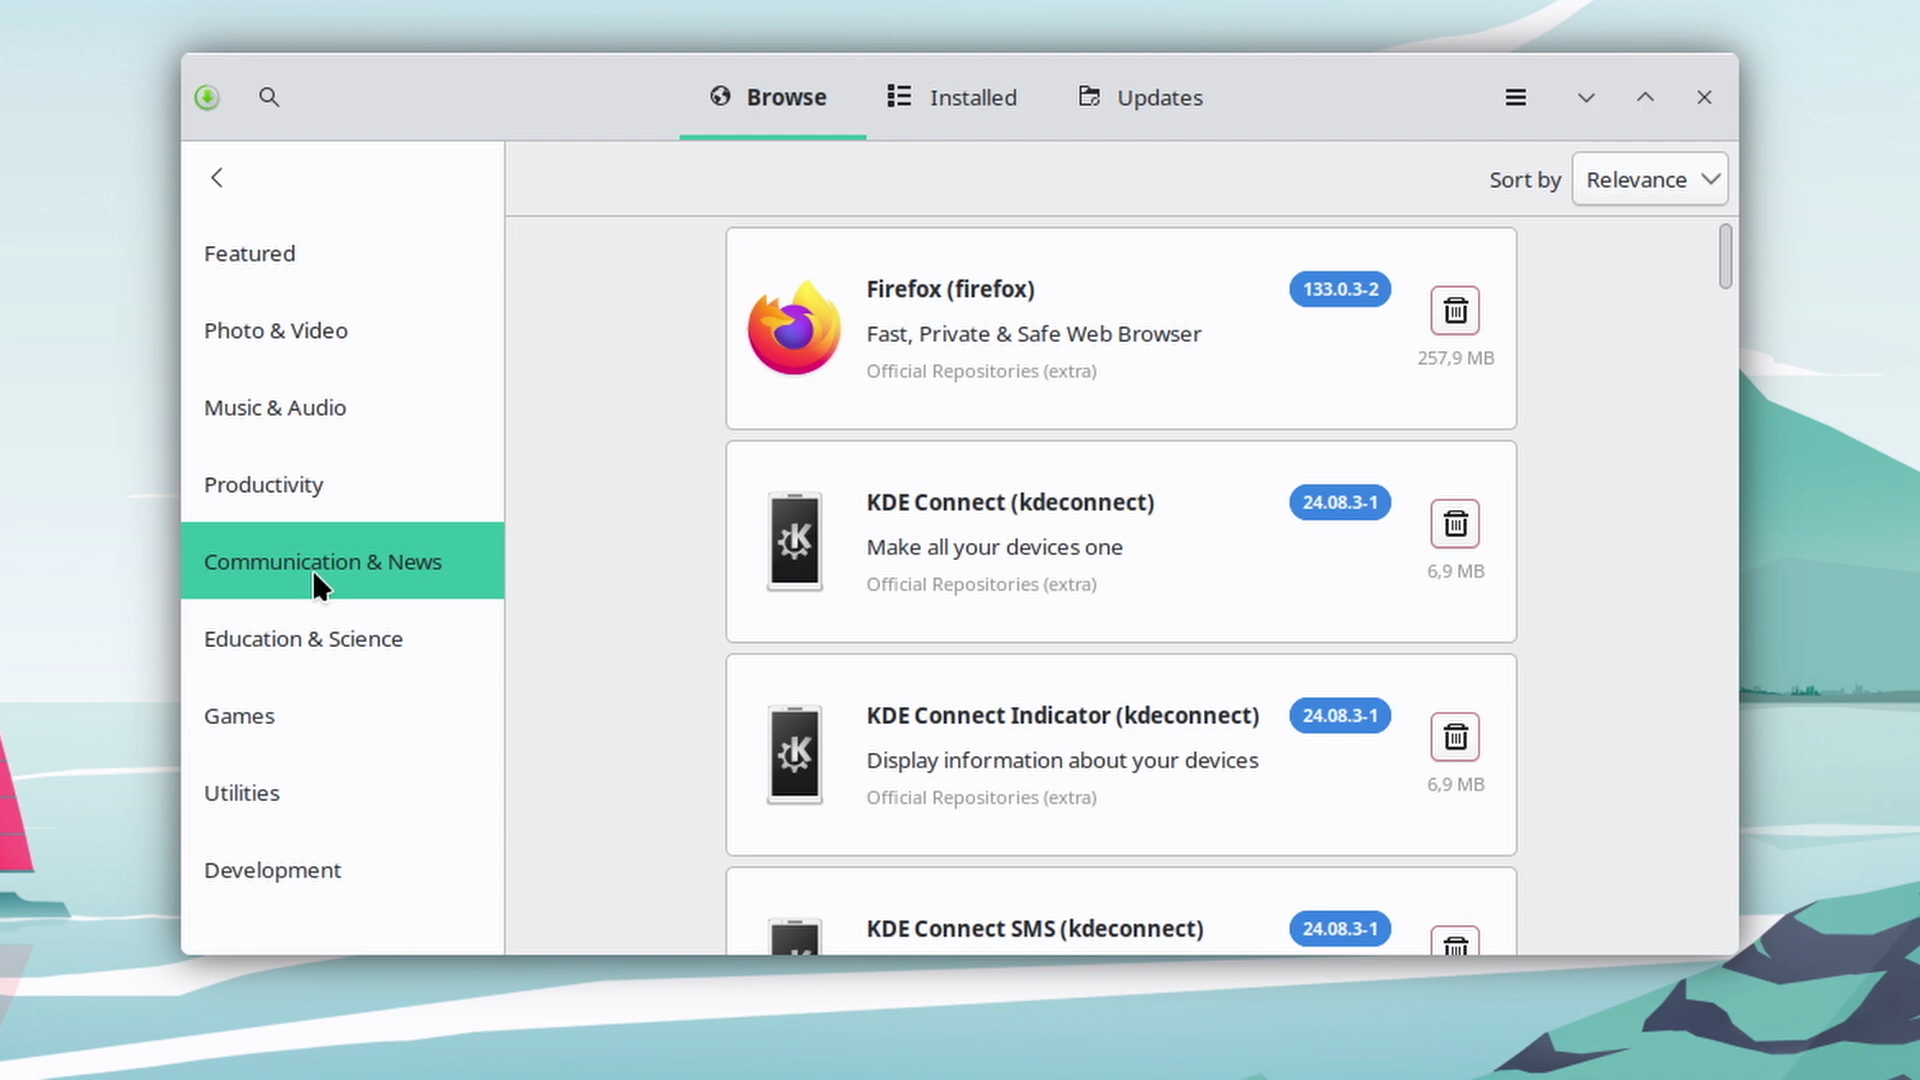 Browse
Installed
Updates
Sort by
Relevance
Featured
Photo & Video
Music & Audio
Productivity
Communication & News
Education & Science
Games
Utilities
Development
Firefox (firefox)
133.0.3-2
Fast, Private & Safe Web Browser
Official Repositories (extra)
257,9 MB
KDE Connect (kdeconnect)
24.08.3-1
Make all your devices one
Official Repositories (extra)
6,9 MB
KDE Connect Indicator (kdeconnect)
24.08.3-1
Display information about your devices
Official Repositories (extra)
6,9 MB
KDE Connect SMS (kdeconnect)
24.08.3-1